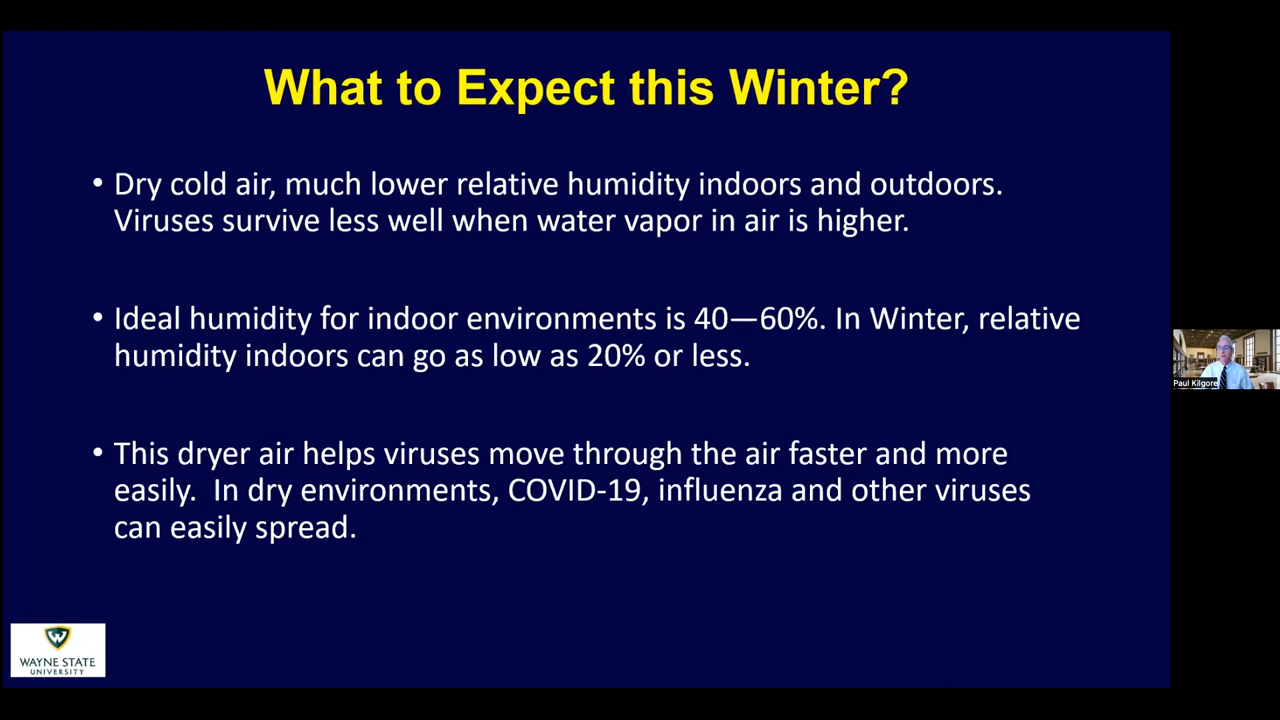 What to Expect this Winter?
• Dry cold air, much lower relative humidity indoors and outdoors.
Viruses survive less well when water vapor in air is higher.
• Ideal humidity for indoor environments is 40—60%. In Winter, relative
humidity indoors can go as low as 20% or less.
• This dryer air helps viruses move through the air faster and more
easily.  In dry environments, COVID-19, influenza and other viruses
can easily spread.
Paul Kilgore
WAYNE STATE
UNIVERSITY